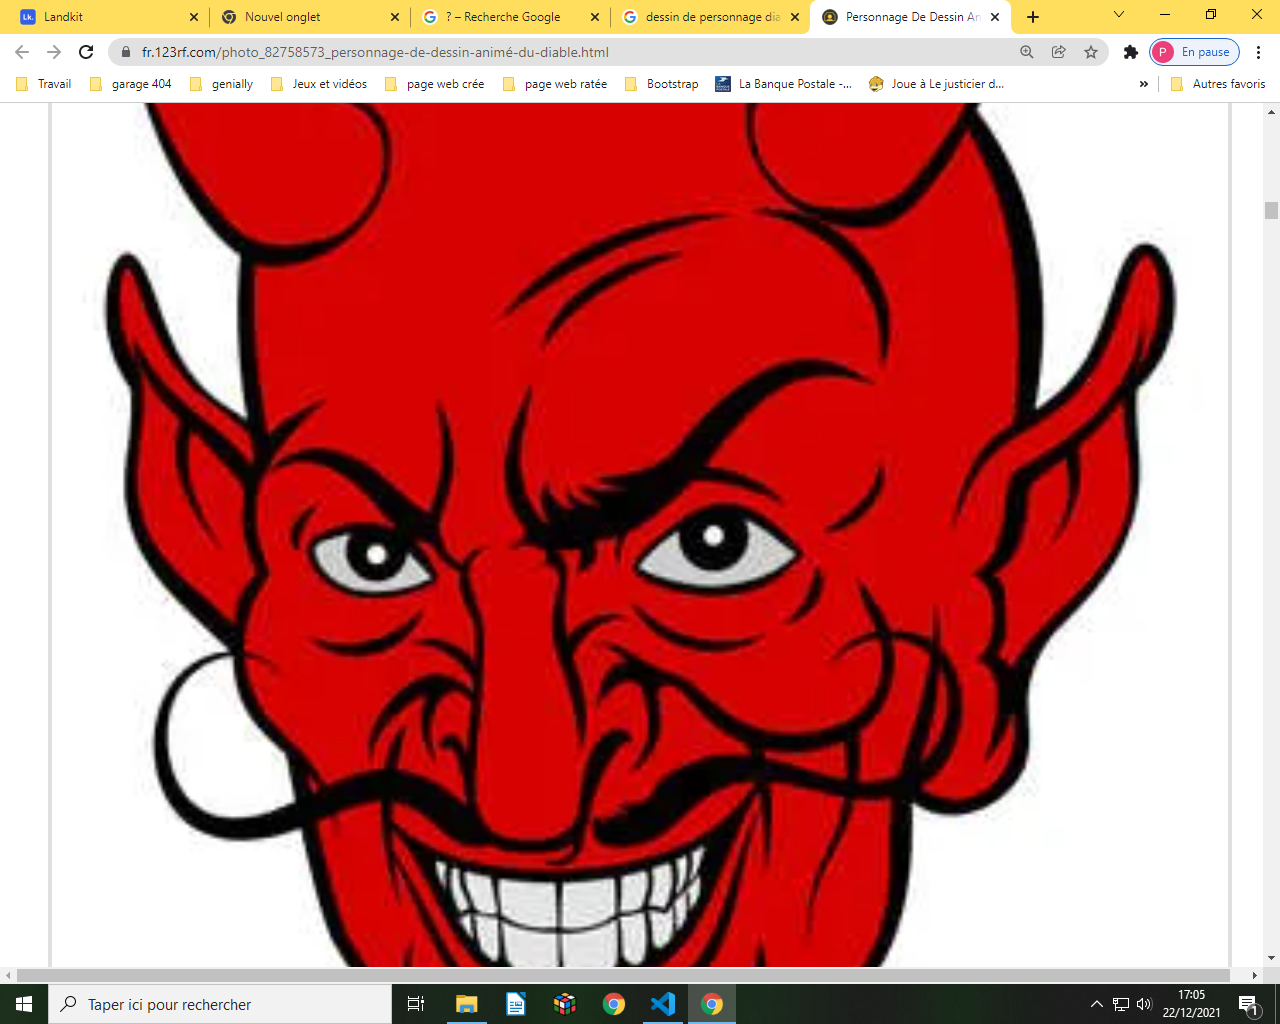 Lk. Landkit
Nouvel onglet
? – Recherche Google
dessin de personnage dia
Personnage De Dessin An
fr.123rf.com/photo_82758573_personnage-de-dessin-animé-du-diable.html
P En pause
Travail
garage 404
genially
Jeux et vidéos
page web crée
page web ratée
Bootstrap
La Banque Postale -...
Joue à Le justicier d...
»
Autres favoris
Taper ici pour rechercher
17:05
22/12/2021
1